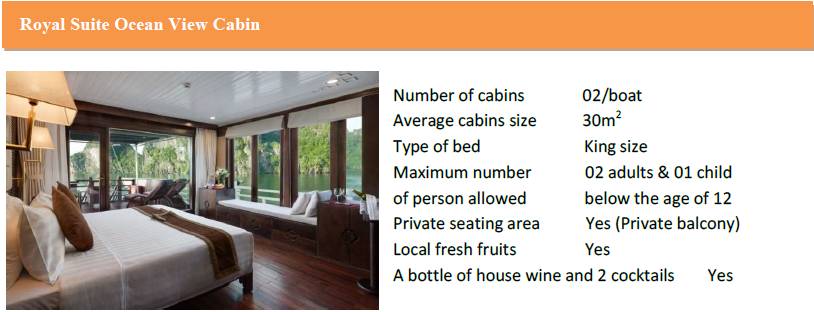 Royal Suite Ocean View Cabin
Number of cabins 02/boat
Average cabins size 30m²
Type of bed King size
Maximum number 02 adults & 01 child
of person allowed below the age of 12
Private seating area Yes (Private balcony)
Local fresh fruits Yes
A bottle of house wine and 2 cocktails Yes